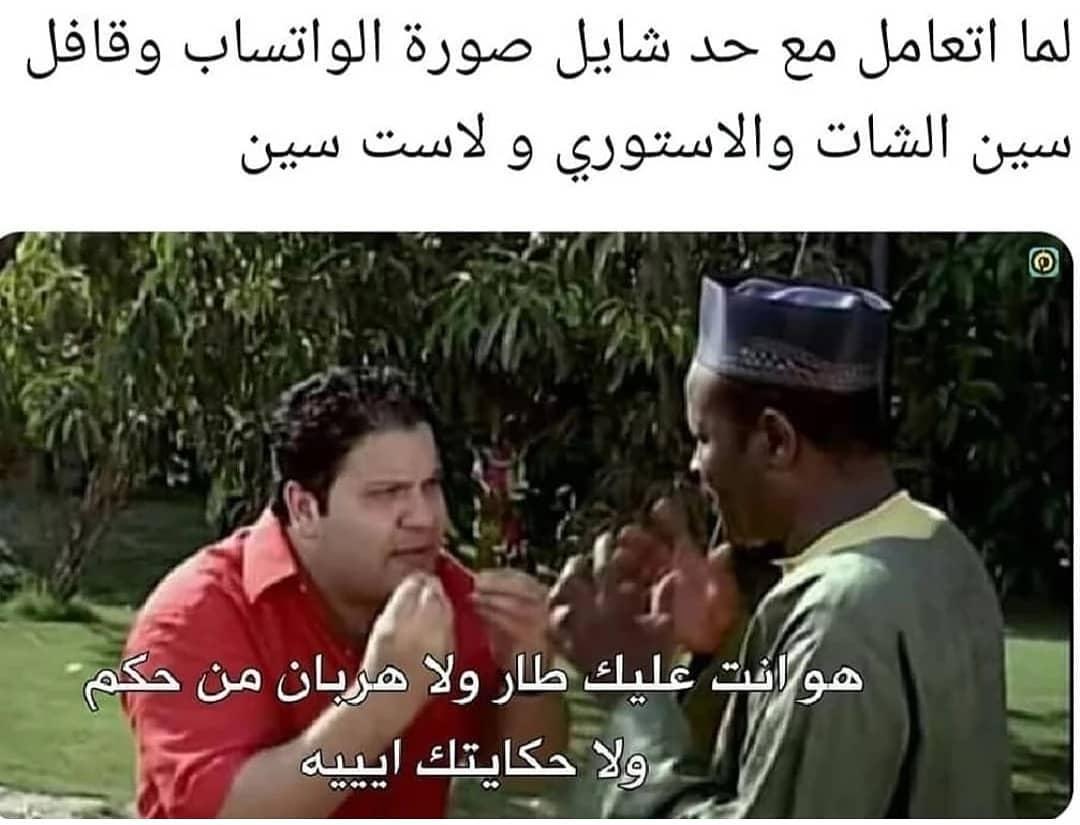 لما اتعامل مع حد شايل صورة الواتساب وقافل
سين الشات والاستوري و لاست سين
هو انت عليك طار ولا هربان من حكم
ولا حكايتك اييييه